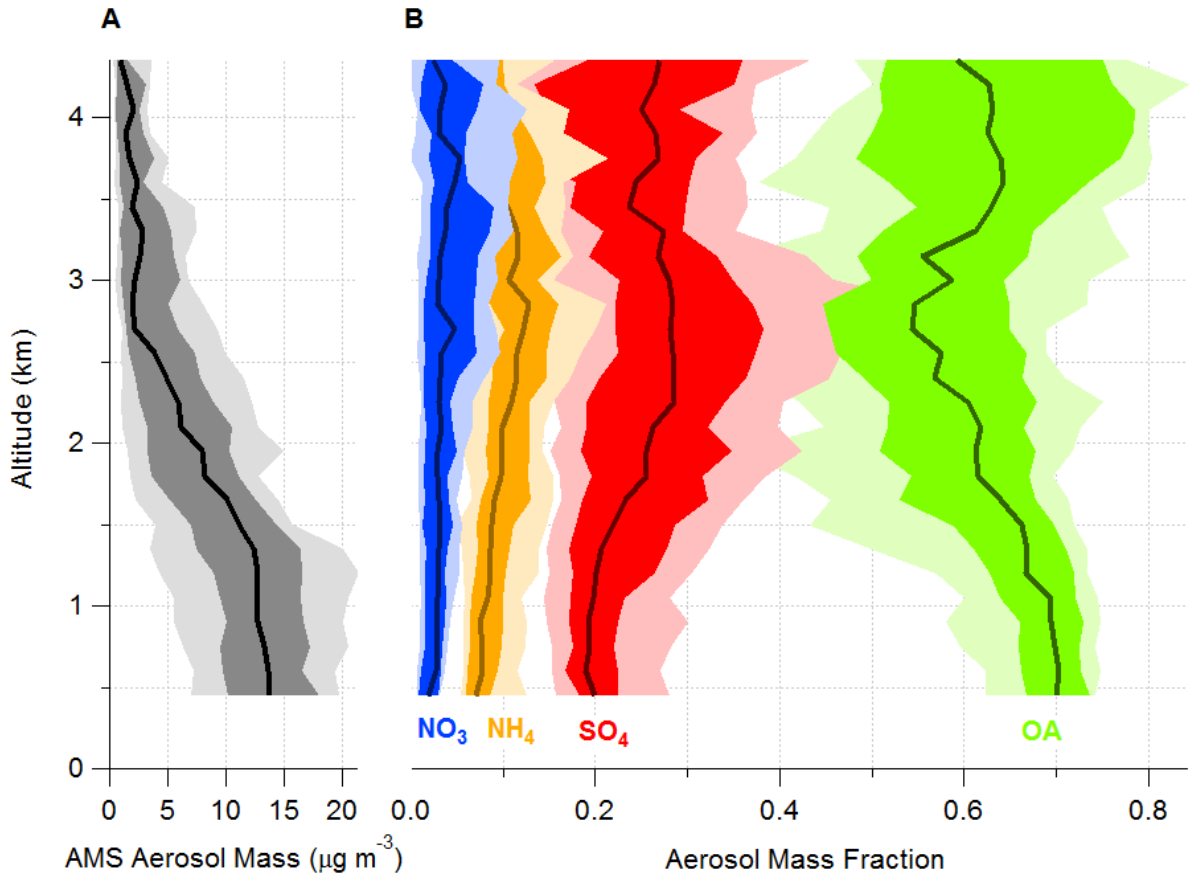 A B
Altitude (km)
4
3
2
1
0
NO₃ NH₄ SO₄ OA
0 5 10 15 20 0.0 0.2 0.4 0.6 0.8
AMS Aerosol Mass (μg m⁻³) Aerosol Mass Fraction